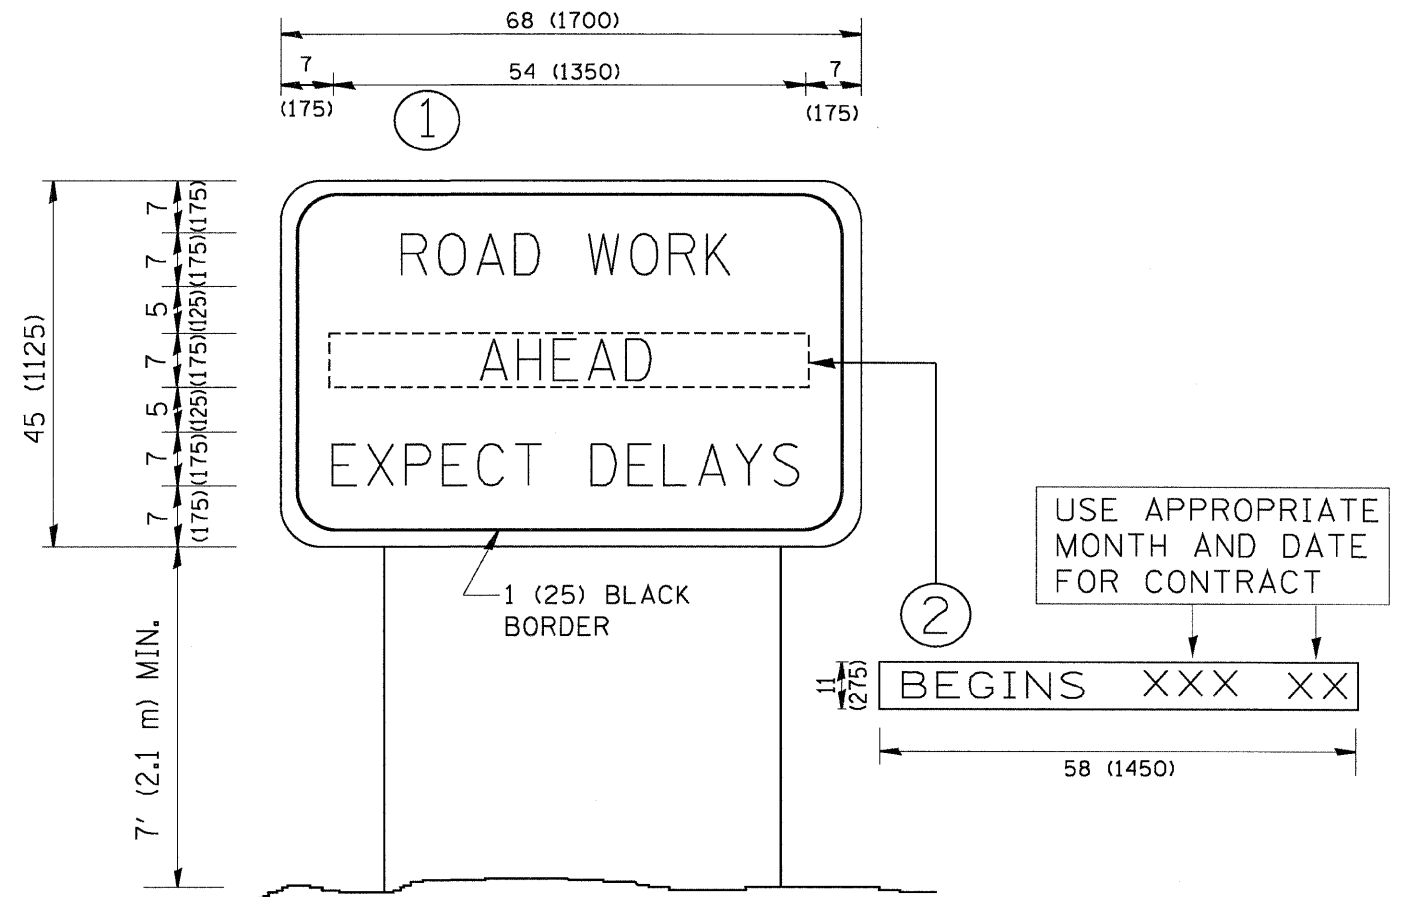 68 (1700)
7
54 (1350)
7
(175)
(175)
1
45 (1125)
7 (175)
7 (175)
5 (125)
7 (175)
5 (125)
7 (175)
7 (175)
ROAD WORK
AHEAD
EXPECT DELAYS
1 (25) BLACK
BORDER
7' (2.1 m) MIN.
USE APPROPRIATE
MONTH AND DATE
FOR CONTRACT
2
11
(275)
BEGINS XXX XX
58 (1450)